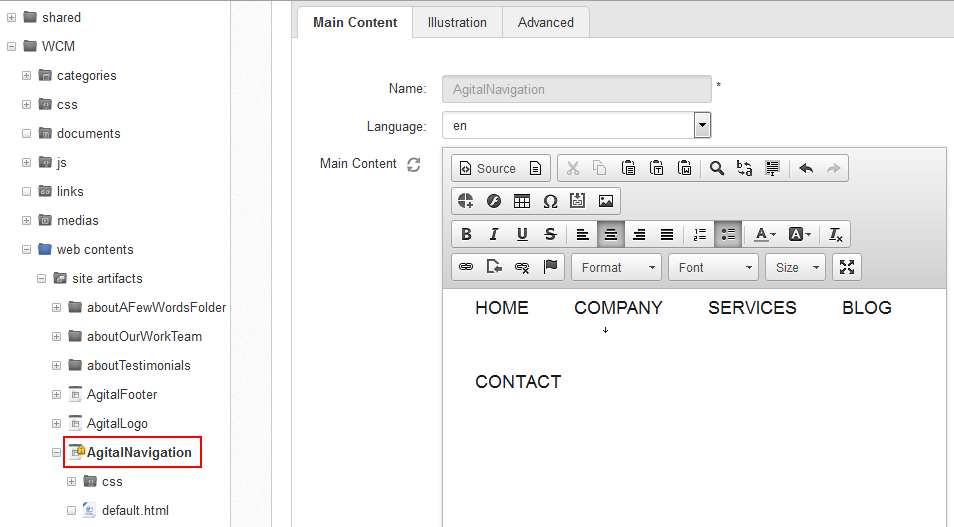 shared
WCM
categories
css
documents
js
links
medias
web contents
site artifacts
aboutAFewWordsFolder
aboutOurWorkTeam
aboutTestimonials
AgitalFooter
AgitalLogo
AgitalNavigation
css
default.html
Main Content Illustration Advanced
Name: AgitalNavigation *
Language: en
Main Content
Source
B I U S
Format Font Size
HOME COMPANY SERVICES BLOG
CONTACT